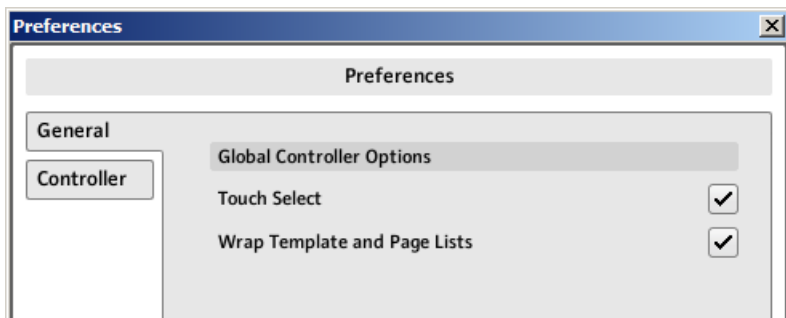 Preferences
Preferences
General
Global Controller Options
Controller
Touch Select
Wrap Template and Page Lists